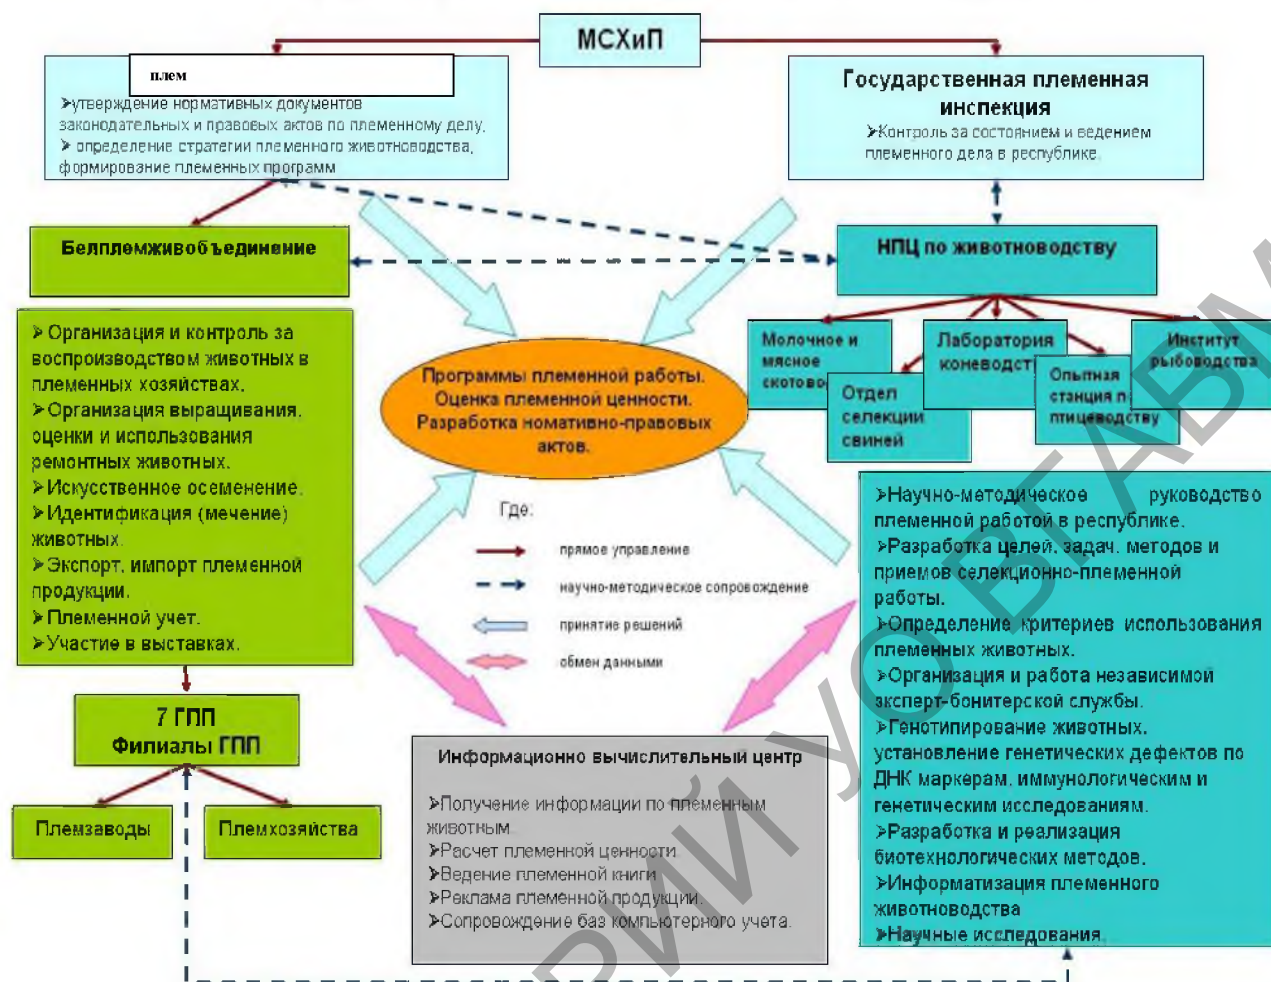 МСХиП
плем
➢утверждение нормативных документов
законодательных и правовых актов по племенному делу,
➢ определение стратегии племенного животноводства,
формирование племенных программ
Государственная племенная
инспекция
➢Контроль за состоянием и ведением
племенного дела в республике.
Белплемживобъединение
НПЦ по животноводству
➢Организация и контроль за
воспроизводством животных в
племенных хозяйствах.
➢Организация выращивания,
оценки и использования
ремонтных животных.
➢Искусственное осеменение.
➢Идентификация (мечение)
животных.
➢Экспорт, импорт племенной
продукции.
➢Племенной учет.
➢Участие в выставках.
Молочное и
мясное
скотовод
Отдел
селекции
свиней
Лаборатория
коневодст
Опытная
станция п
птицеводству
Институт
рыбоводства
Программы племенной работы.
Оценка племенной ценности.
Разработка номативно-правовых
актов.
Где:
прямое управление
научно-методическое сопровождение
принятие решений
обмен данными
➢Научно-методическое руководство
племенной работой в республике.
➢Разработка целей, задач, методов и
приемов селекционно-племенной
работы.
➢Определение критериев использования
племенных животных.
➢Организация и работа независимой
эксперт-бонитерской службы.
➢Генотипирование животных,
установление генетических дефектов по
ДНК маркерам, иммунологическим и
генетическим исследованиям.
➢Разработка и реализация
биотехнологических методов.
➢Информатизация племенного
животноводства
➢Научные исследования.
7 ГПП
Филиалы ГПП
Племзаводы
Племхозяйства
Информационно вычислительный центр
➢Получение информации по племенным
животным.
➢Расчет племенной ценности.
➢Ведение племенной книги
➢Реклама племенной продукции.
➢Сопровождение баз компьютерного учета.
РИЙ УО ВГАВМ